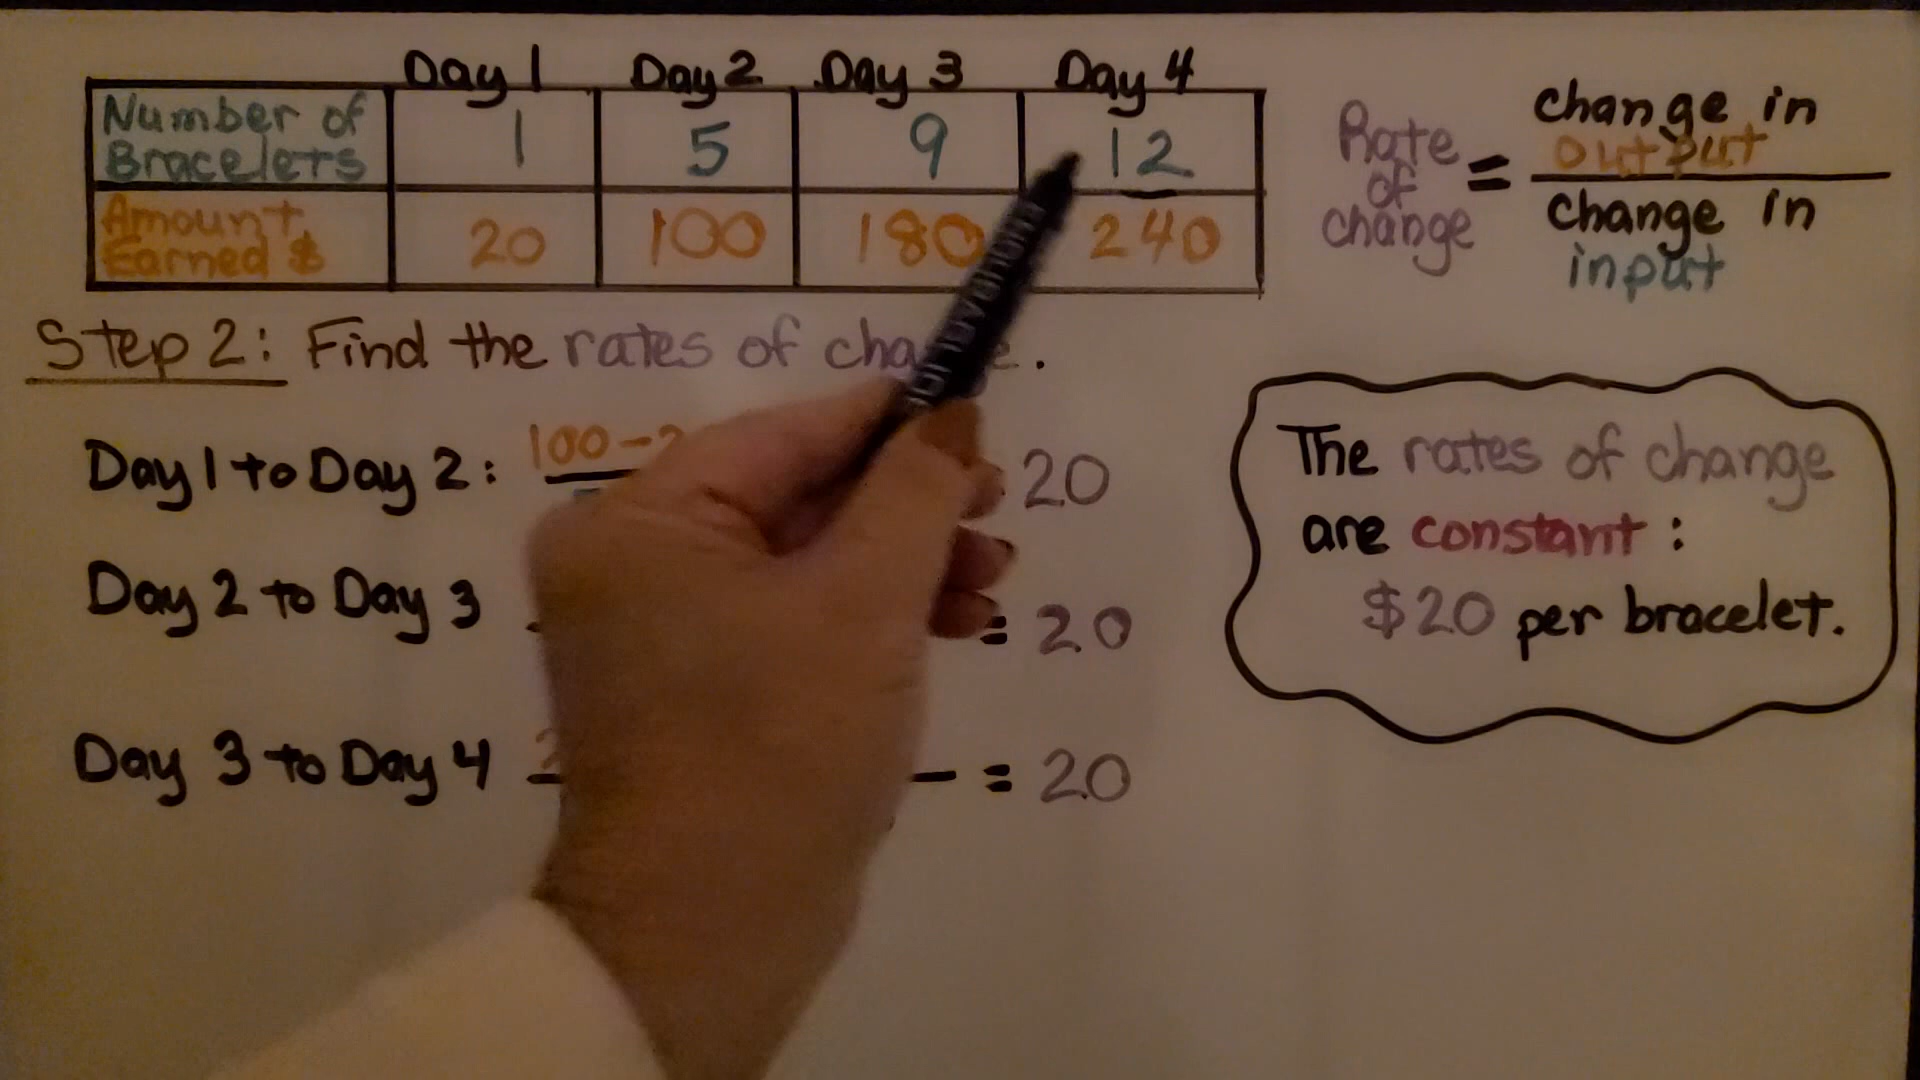 Day 1 Day 2 Day 3 Day 4
Number of Bracelets 1 5 9 12
Amount Earned $ 20 100 180 240
Rate of change = change in output
change in input
Step 2: Find the rates of
Day 1 to Day 2: 100 - 20
Day 2 to Day 3 = 20
Day 3 to Day 4 = 20
The rates of change
are constant:
$20 per bracelet.